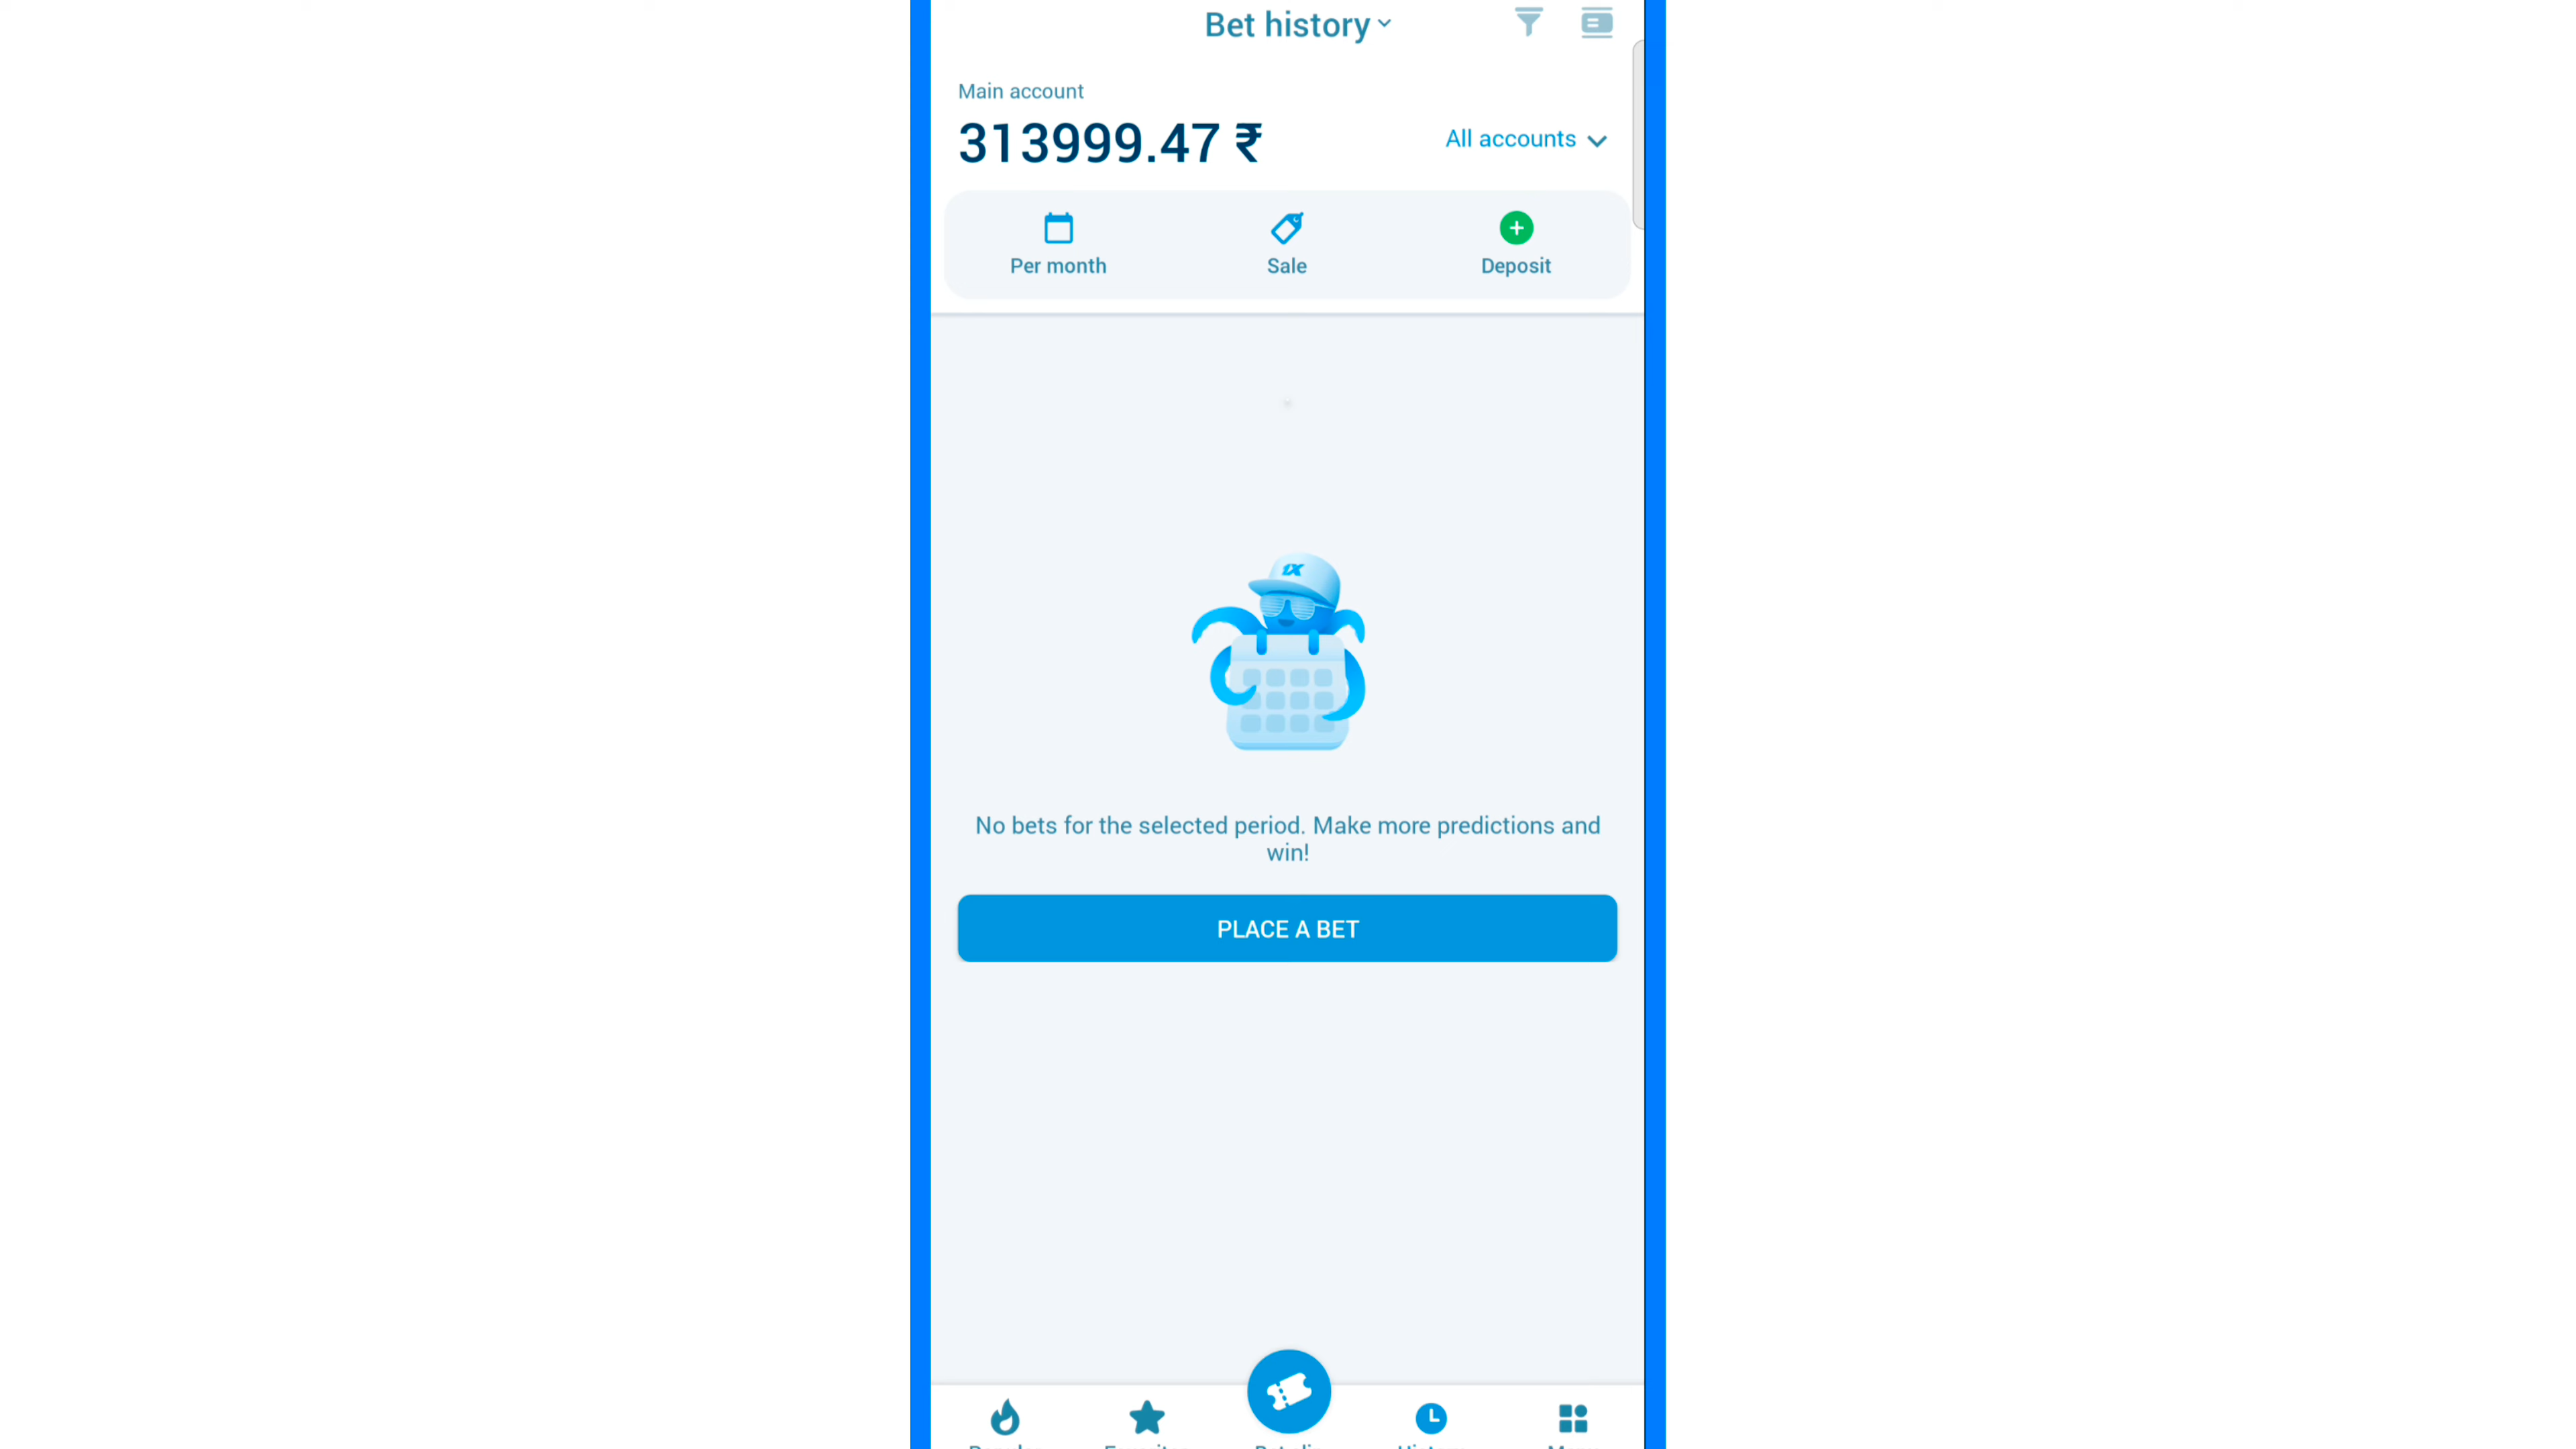 Bet history
Main account
313999.47 ₹
All accounts
Per month
Sale
Deposit
1X
No bets for the selected period. Make more predictions and
win!
PLACE A BET